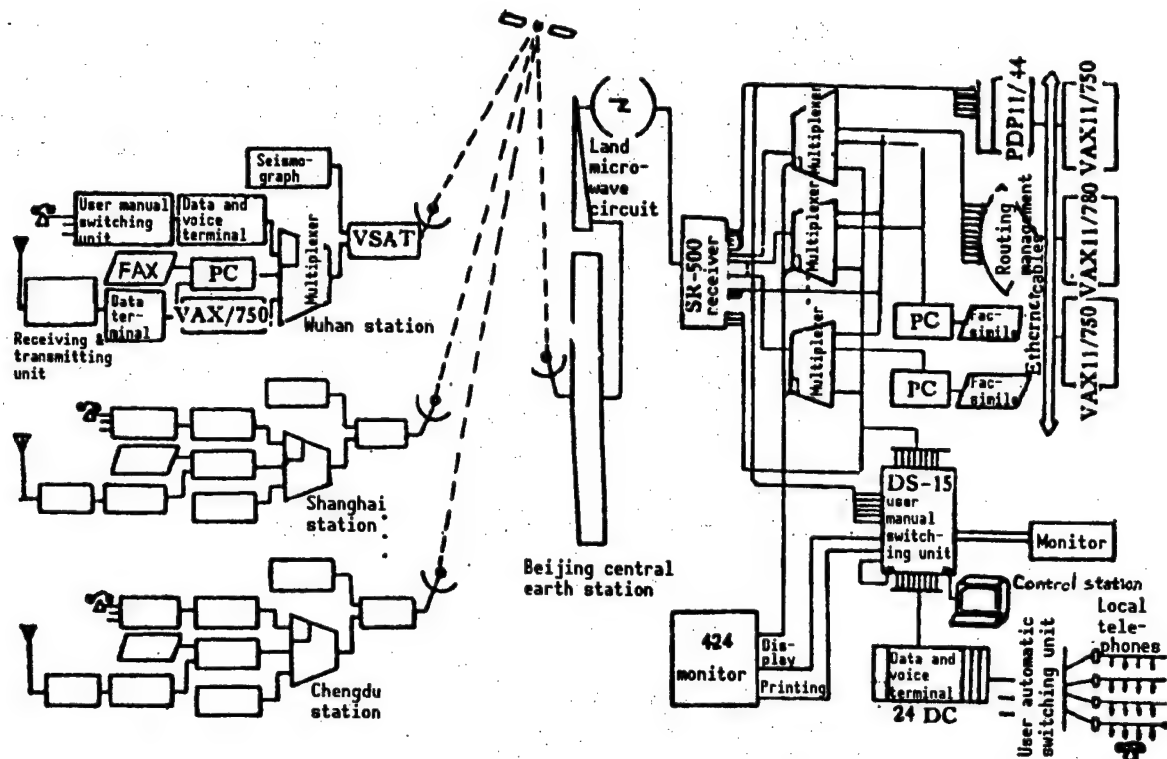 Seismo-
graph
User manual
switching
unit
Data and
voice
terminal
FAX
PC
Multiplexer
VSAT
Data ter-
minal
VAX/750
Wuhan station
Receiving &
transmitting
unit
Shanghai
station
Chengdu
station
Land
micro-
wave
circuit
Beijing central
earth station
SR-500
receiver
Multiplexer
Multiplexer
Multiplexer
PDP11/44
Routing
management
Ethernet
cables
VAX11/750
VAX11/780
VAX11/750
PC
Fac-
simile
PC
Fac-
simile
DS-15
user
manual
switch-
ing unit
Monitor
Control station
424
monitor
Dis-
play
Printing
Data and
voice
terminal
24 DC
User automatic
switching unit
Local
tele-
phones